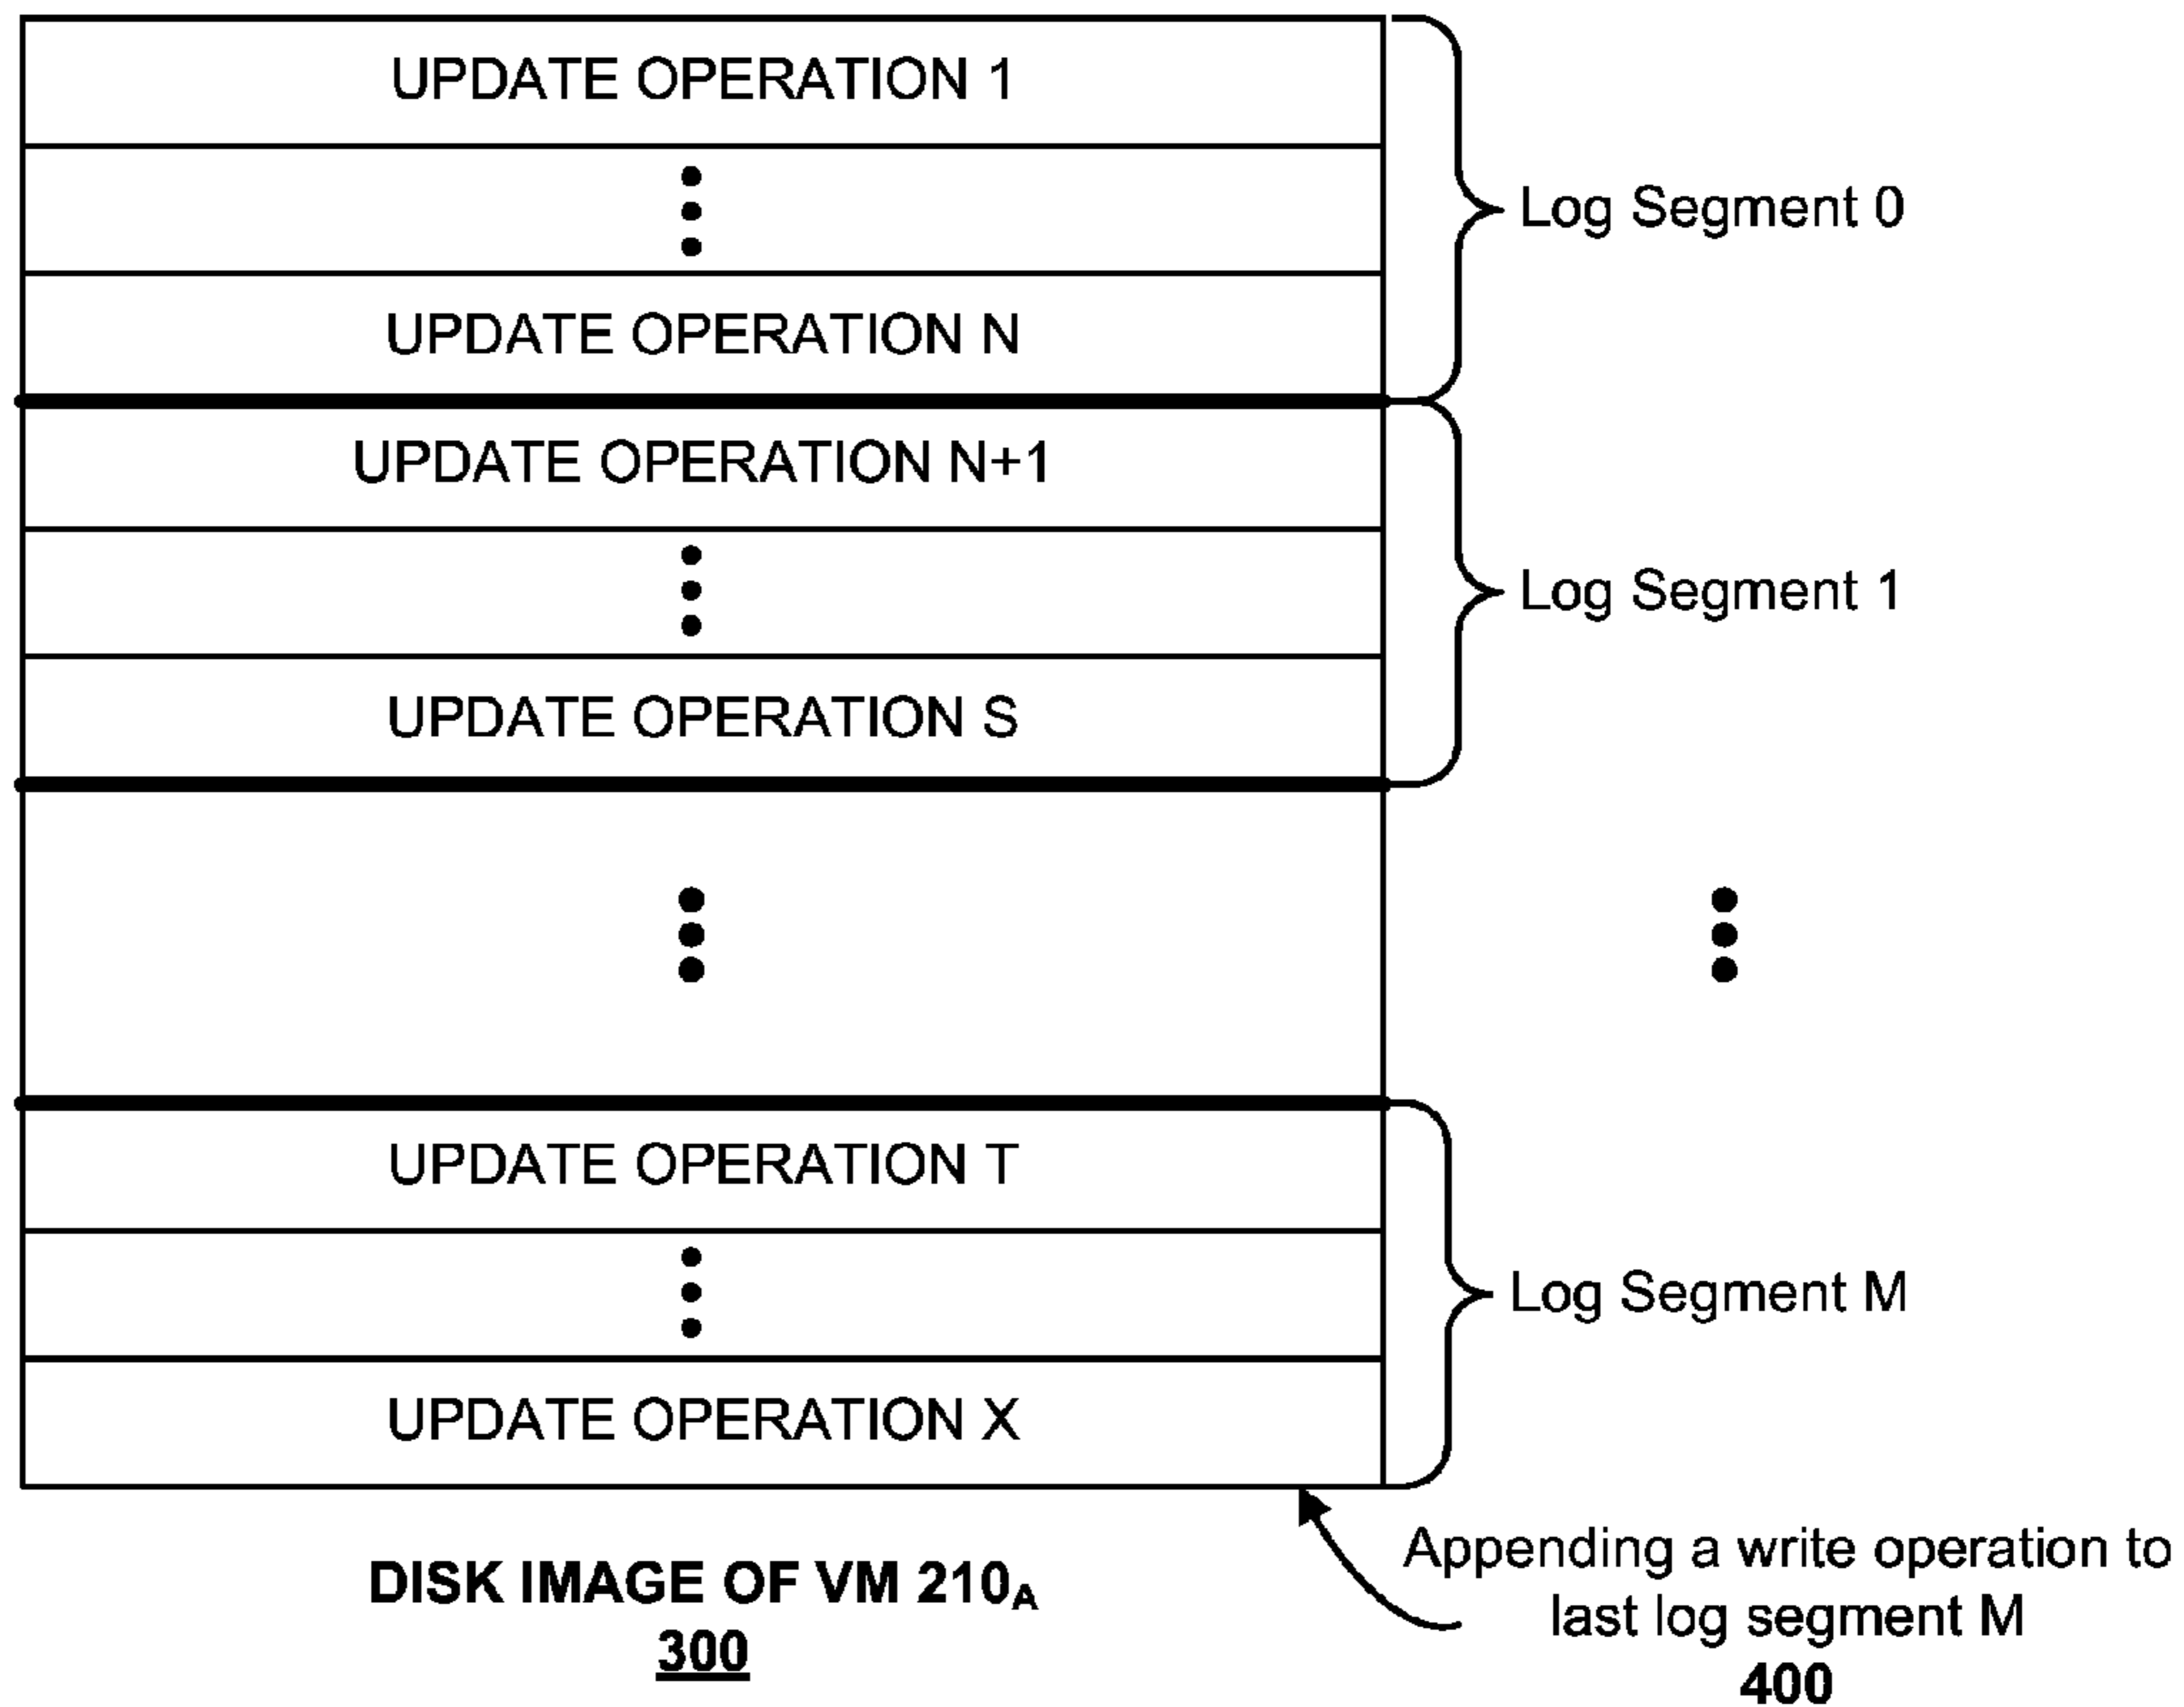 UPDATE OPERATION 1
Log Segment 0
UPDATE OPERATION N
UPDATE OPERATION N+1
Log Segment 1
UPDATE OPERATION S
UPDATE OPERATION T
Log Segment M
UPDATE OPERATION X
DISK IMAGE OF VM 210A
300
Appending a write operation to
last log segment M
400